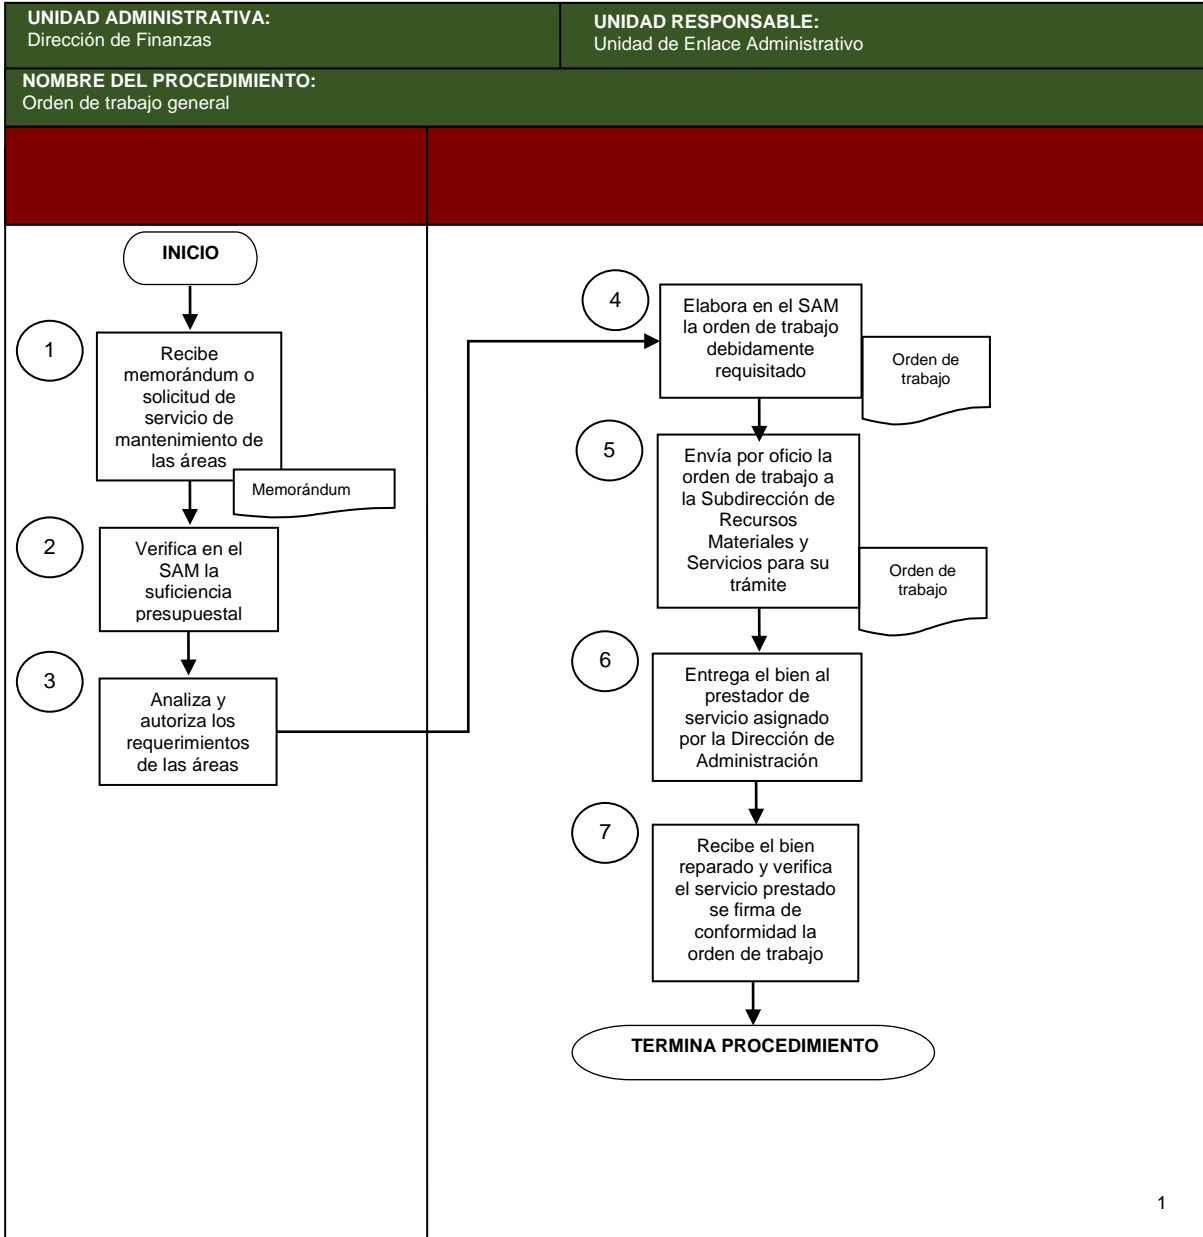 UNIDAD ADMINISTRATIVA:
Dirección de Finanzas
UNIDAD RESPONSABLE:
Unidad de Enlace Administrativo
NOMBRE DEL PROCEDIMIENTO:
Orden de trabajo general
INICIO
1
Recibe
memorándum o
solicitud de
servicio de
mantenimiento de
las áreas
Memorándum
2
Verifica en el
SAM la
suficiencia
presupuestal
3
Analiza y
autoriza los
requerimientos
de las áreas
4
Elabora en el SAM
la orden de trabajo
debidamente
requisitado
Orden de
trabajo
5
Envía por oficio la
orden de trabajo a
la Subdirección de
Recursos
Materiales y
Servicios para su
trámite
Orden de
trabajo
6
Entrega el bien al
prestador de
servicio asignado
por la Dirección de
Administración
7
Recibe el bien
reparado y verifica
el servicio prestado
se firma de
conformidad la
orden de trabajo
TERMINA PROCEDIMIENTO
1